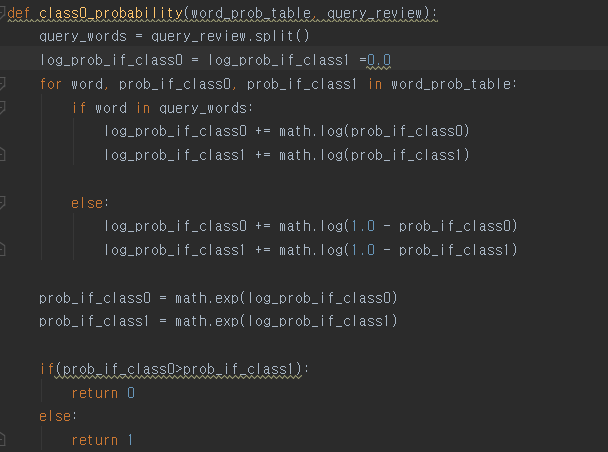 def class0_probability(word_prob_table, query_review):
    query_words = query_review.split()
    log_prob_if_class0 = log_prob_if_class1 =0.0
    for word, prob_if_class0, prob_if_class1 in word_prob_table:
        if word in query_words:
            log_prob_if_class0 += math.log(prob_if_class0)
            log_prob_if_class1 += math.log(prob_if_class1)
        else:
            log_prob_if_class0 += math.log(1.0 - prob_if_class0)
            log_prob_if_class1 += math.log(1.0 - prob_if_class1)
    prob_if_class0 = math.exp(log_prob_if_class0)
    prob_if_class1 = math.exp(log_prob_if_class1)
    if(prob_if_class0>prob_if_class1):
        return 0
    else:
        return 1